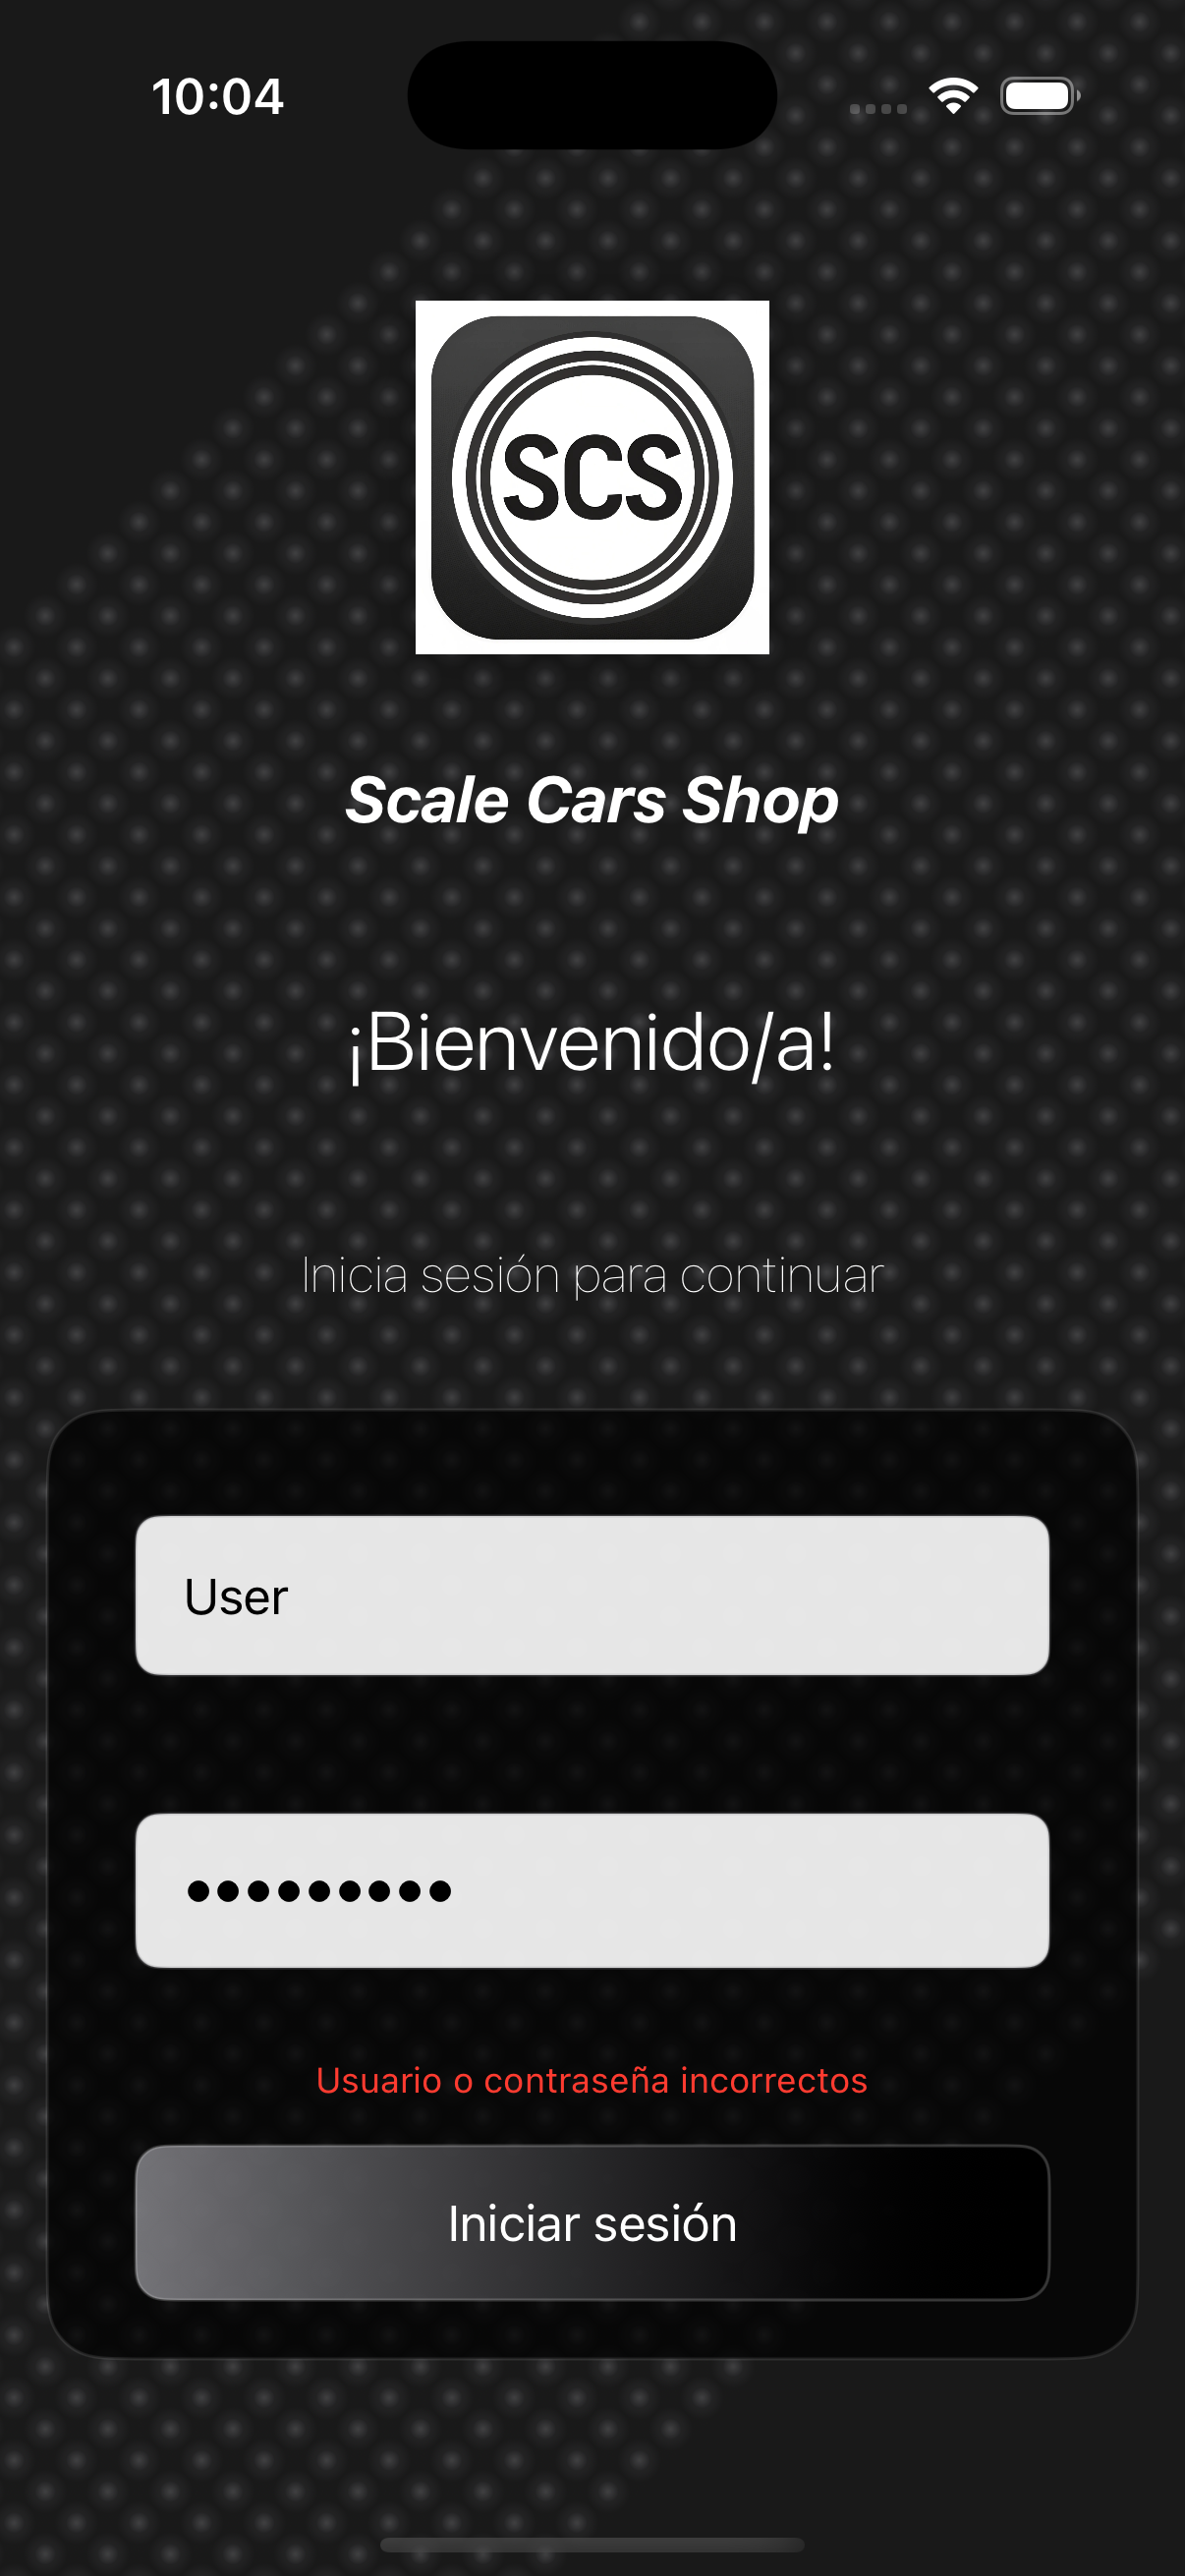 10:04
SCS
Scale Cars Shop
¡Bienvenido/a!
Inicia sesión para continuar
User
•••••••••
Usuario o contraseña incorrectos
Iniciar sesión